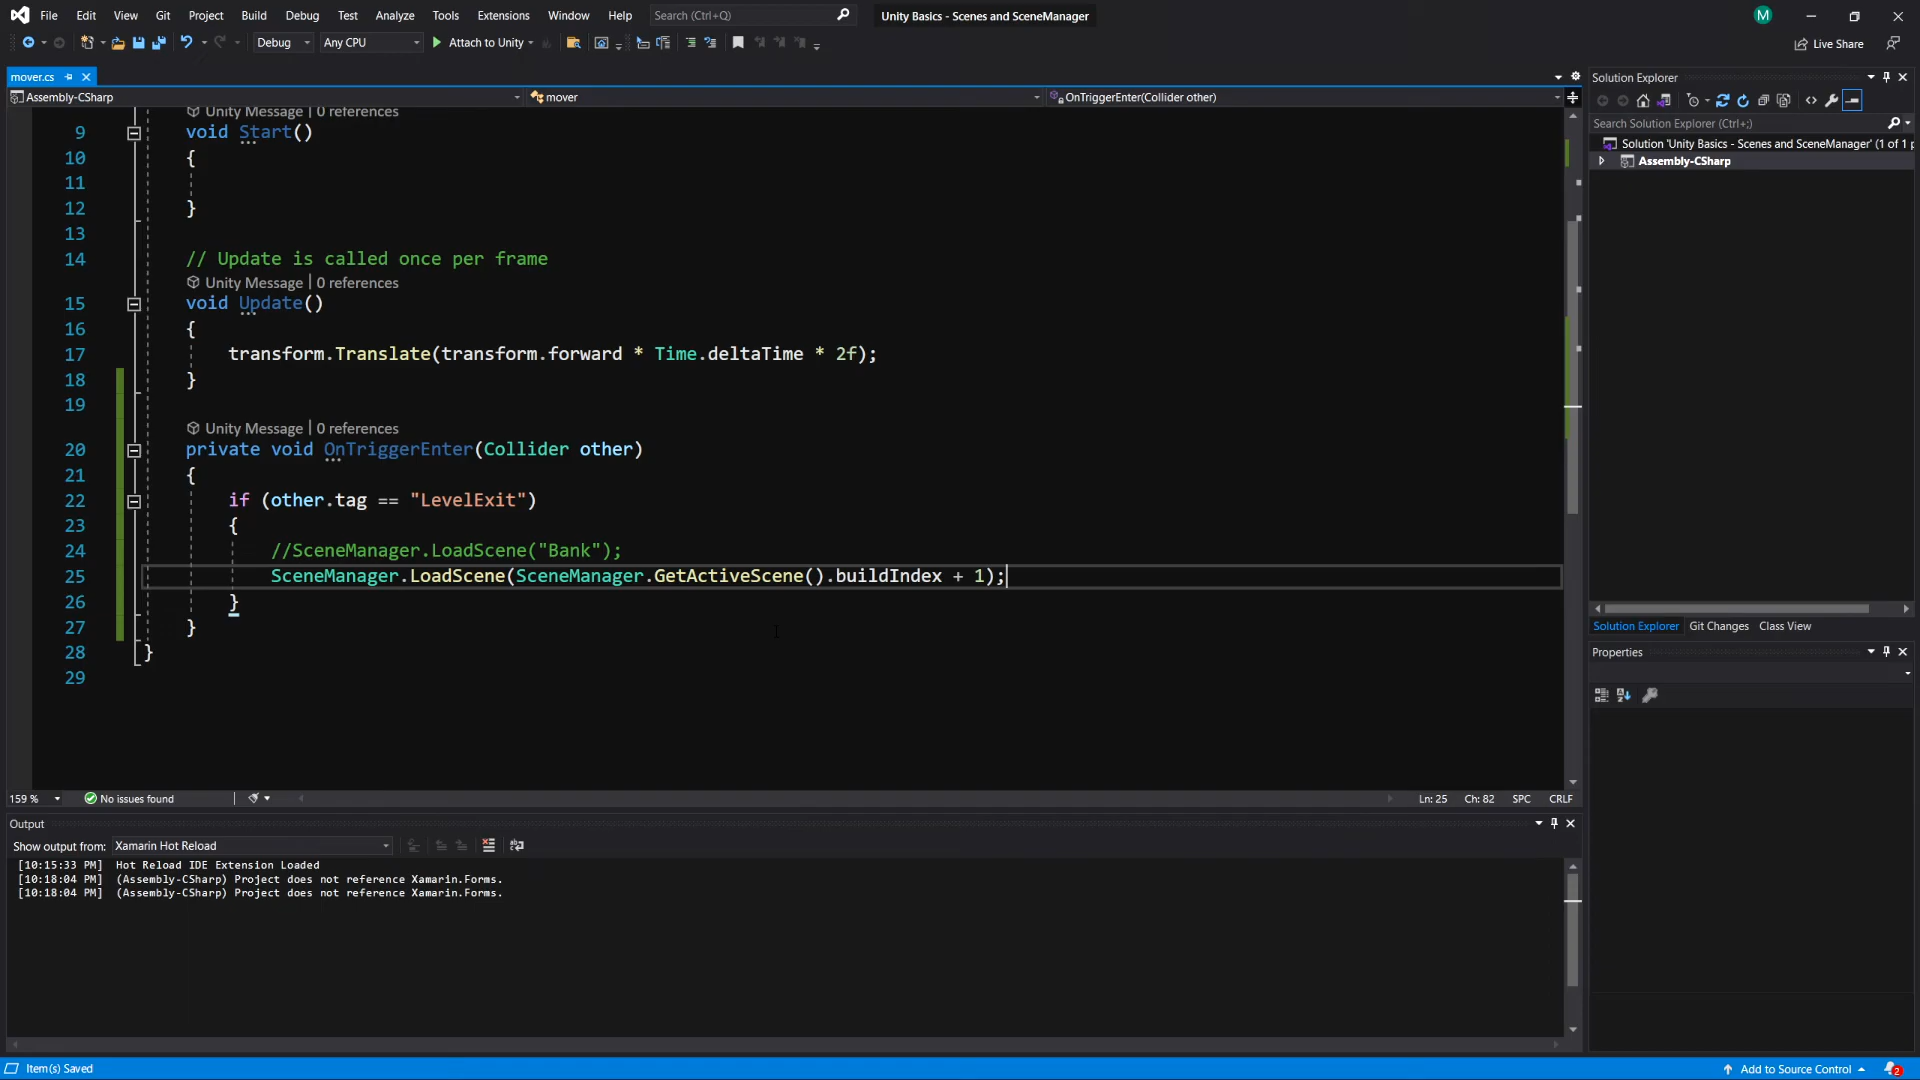 File Edit View Git Project Build Debug Test Analyze Tools Extensions Window Help Search (Ctrl+Q) Unity Basics - Scenes and SceneManager M
Debug Any CPU Attach to Unity Live Share
mover.cs
Assembly-CSharp mover OnTriggerEnter(Collider other)
Unity Message | 0 references
9 void Start()
10 {
11
12 }
13
14 // Update is called once per frame
Unity Message | 0 references
15 void Update()
16 {
17 transform.Translate(transform.forward * Time.deltaTime * 2f);
18 }
19
Unity Message | 0 references
20 private void OnTriggerEnter(Collider other)
21 {
22 if (other.tag == "LevelExit")
23 {
24 //SceneManager.LoadScene("Bank");
25 SceneManager.LoadScene(SceneManager.GetActiveScene().buildIndex + 1);
26 }
27 }
28 }
29
159 % No issues found Ln: 25 Ch: 82 SPC CRLF
Output
Show output from: Xamarin Hot Reload
[10:15:33 PM] Hot Reload IDE Extension Loaded
[10:18:04 PM] (Assembly-CSharp) Project does not reference Xamarin.Forms.
[10:18:04 PM] (Assembly-CSharp) Project does not reference Xamarin.Forms.
Solution Explorer
Search Solution Explorer (Ctrl+;)
Solution 'Unity Basics - Scenes and SceneManager' (1 of 1 p
Assembly-CSharp
Solution Explorer Git Changes Class View
Properties
Item(s) Saved Add to Source Control 2